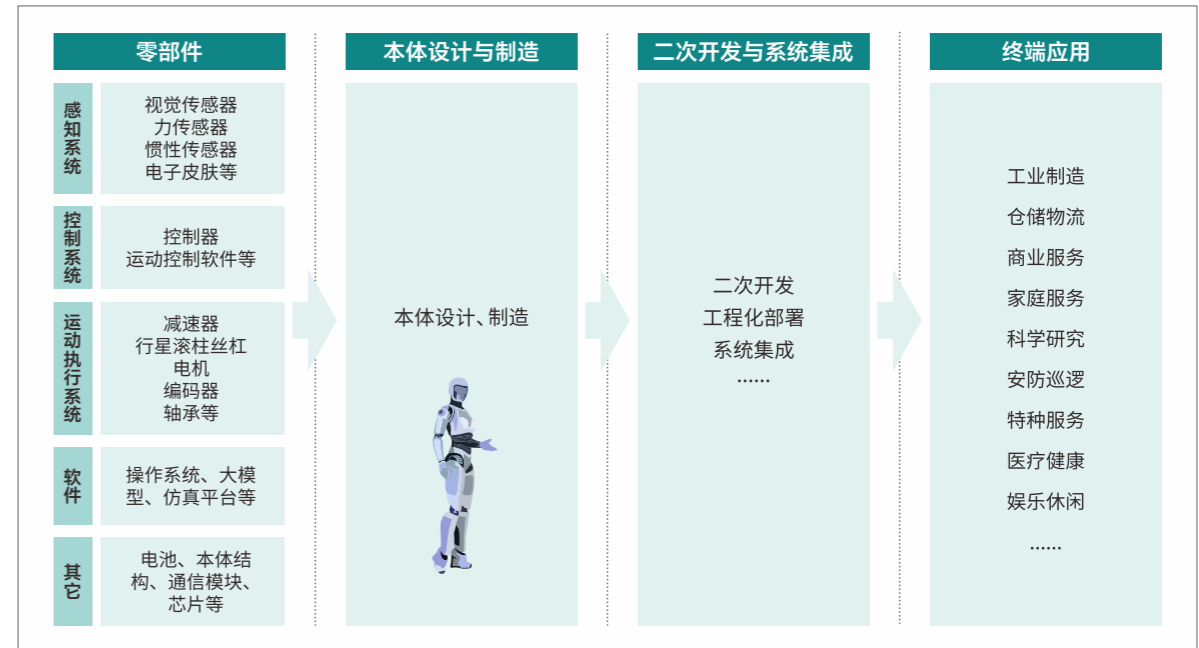 零部件
感知系统
视觉传感器
力传感器
惯性传感器
电子皮肤等
控制系统
控制器
运动控制软件等
运动执行系统
减速器
行星滚柱丝杠
电机
编码器
轴承等
软件
操作系统、大模
型、仿真平台等
其它
电池、本体结
构、通信模块、
芯片等
本体设计与制造
本体设计、制造
二次开发与系统集成
二次开发
工程化部署
系统集成
······
终端应用
工业制造
仓储物流
商业服务
家庭服务
科学研究
安防巡逻
特种服务
医疗健康
娱乐休闲
······